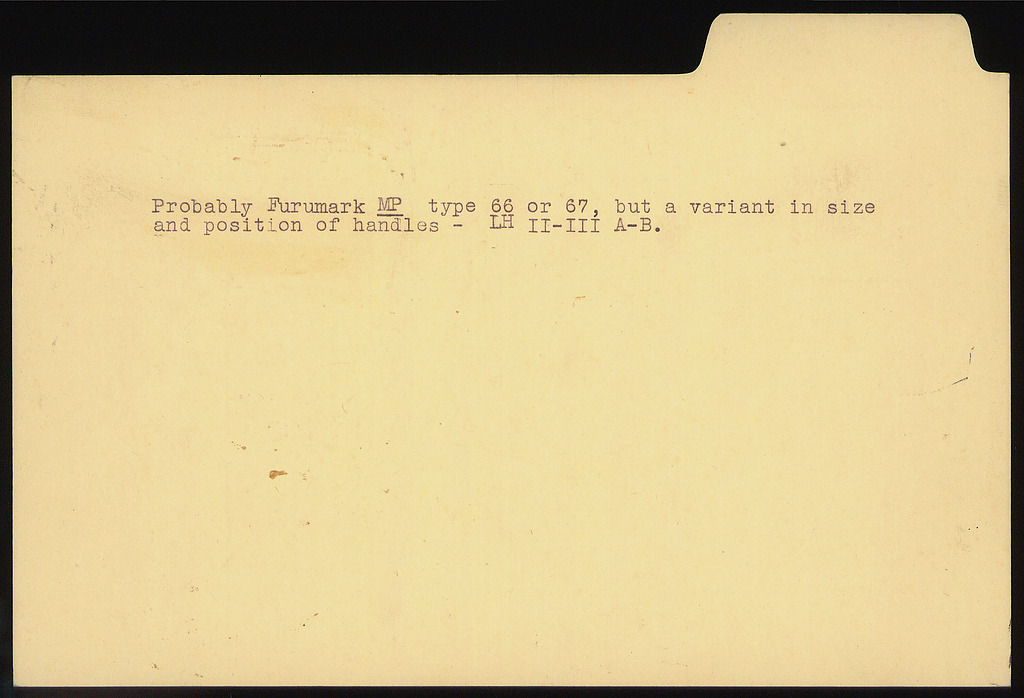 Probably Furumark MP type 66 or 67, but a variant in size
and position of handles - LH II-III A-B.